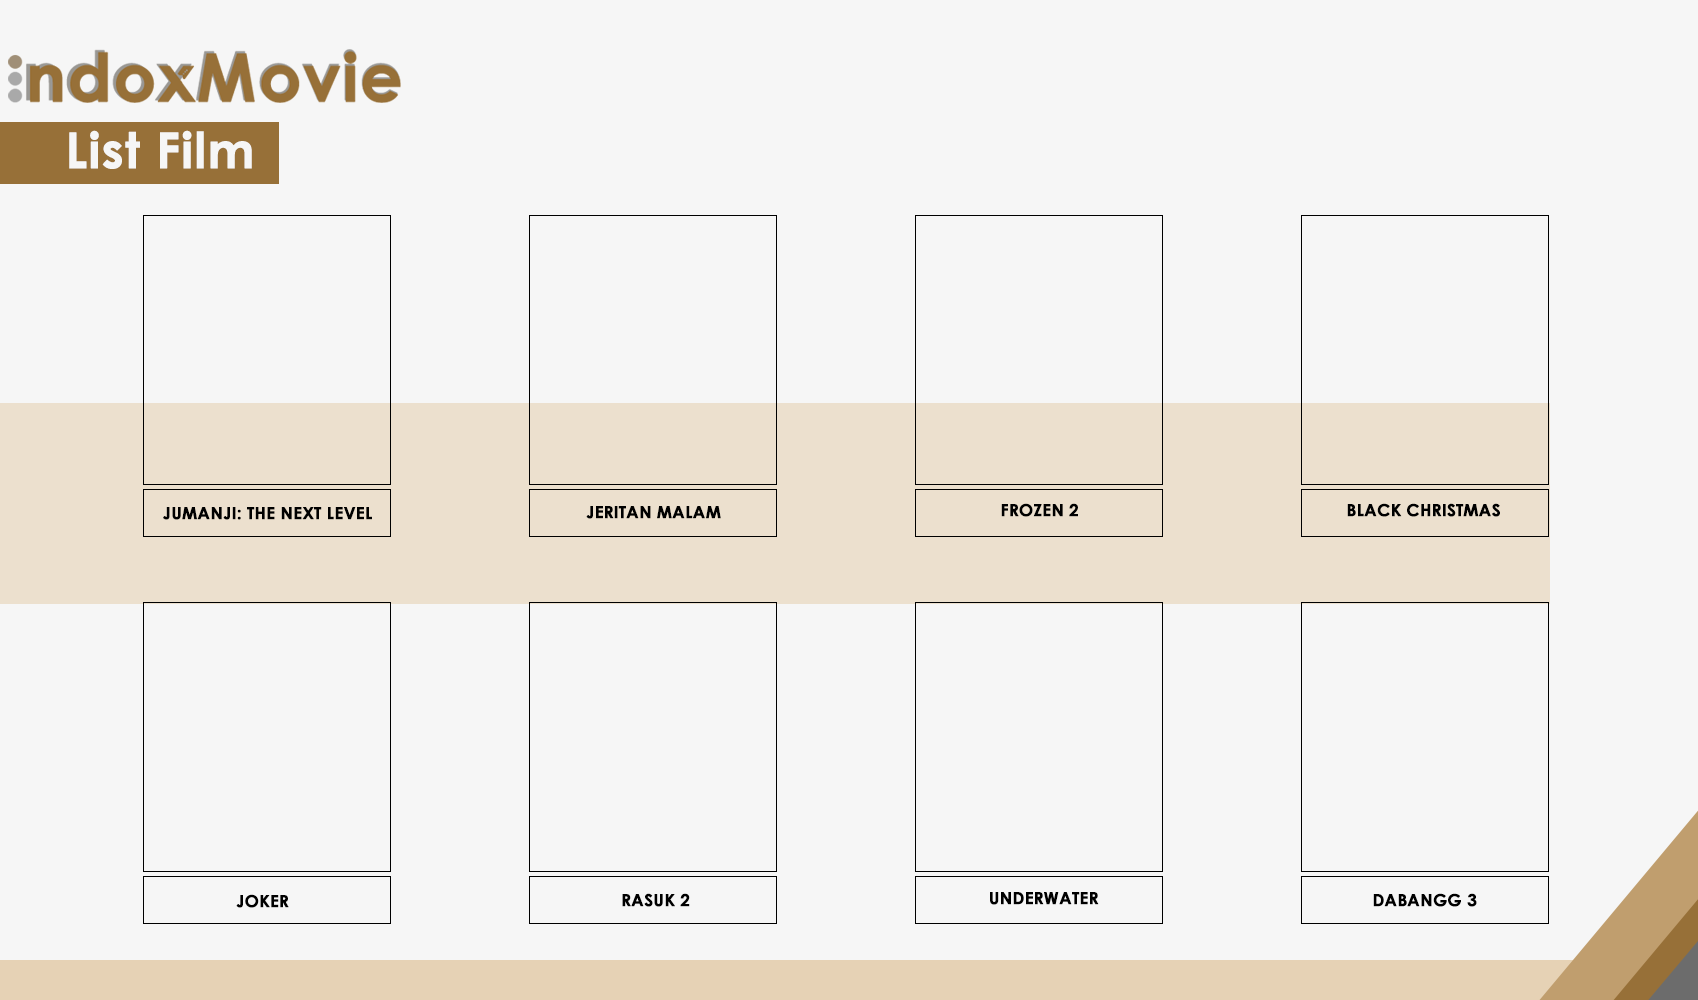 indoxMovie
List Film
JUMANJI: THE NEXT LEVEL
JERITAN MALAM
FROZEN 2
BLACK CHRISTMAS
JOKER
RASUK 2
UNDERWATER
DABANGG 3